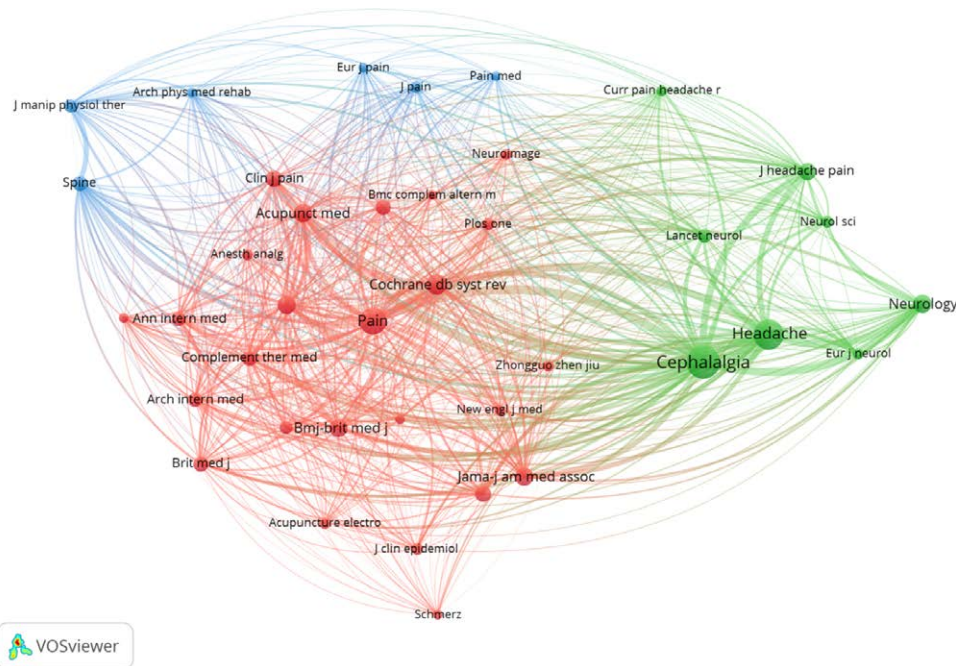 Eur j pain
Pain med
J pain
Curr pain headache r
Arch phys med rehab
J manip physiol ther
Neuroimage
J headache pain
Clin j pain
Spine
Bmc complem altern m
Acupunct med
Plos one
Neurol sci
Lancet neurol
Anesth analg
Cochrane db syst rev
Neurology
Ann intern med
Pain
Headache
Eur j neurol
Complement ther med
Cephalalgia
Zhongguo zhen jiu
Arch intern med
New engl j med
Bmj-brit med j
Brit med j
Jama-j am med assoc
Acupuncture electro
J clin epidemiol
Schmerz
VOSviewer